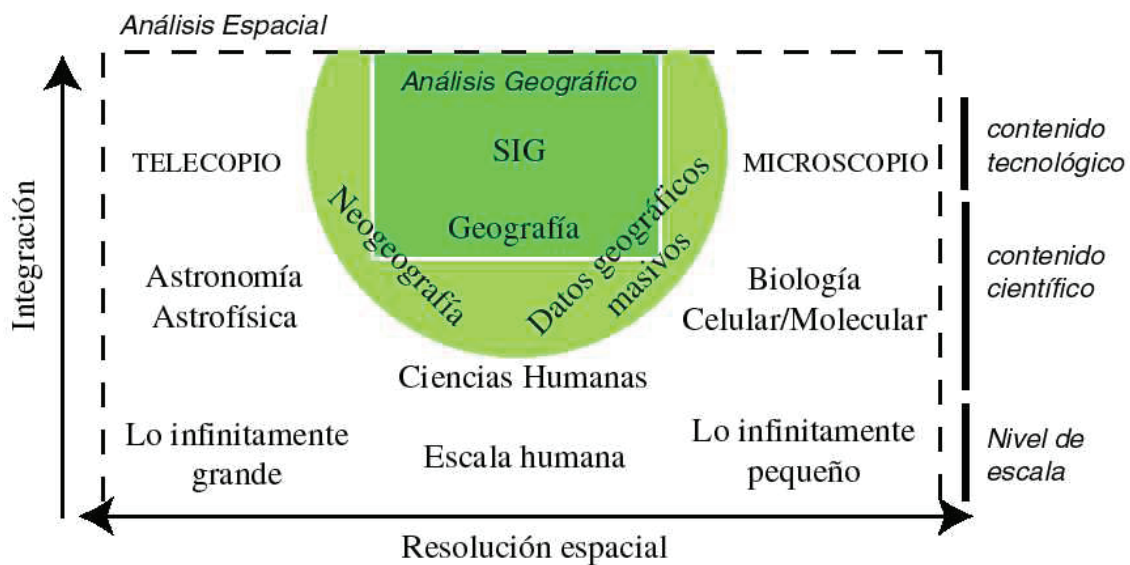 Análisis Espacial
Análisis Geográfico
SIG
Geografía
Neogeografía
Datos geográficos
masivos
TELECOPIO
MICROSCOPIO
Astronomía
Astrofísica
Biología
Celular/Molecular
Ciencias Humanas
Lo infinitamente
grande
Escala humana
Lo infinitamente
pequeño
contenido
tecnológico
contenido
científico
Nivel de
escala
Integración
Resolución espacial